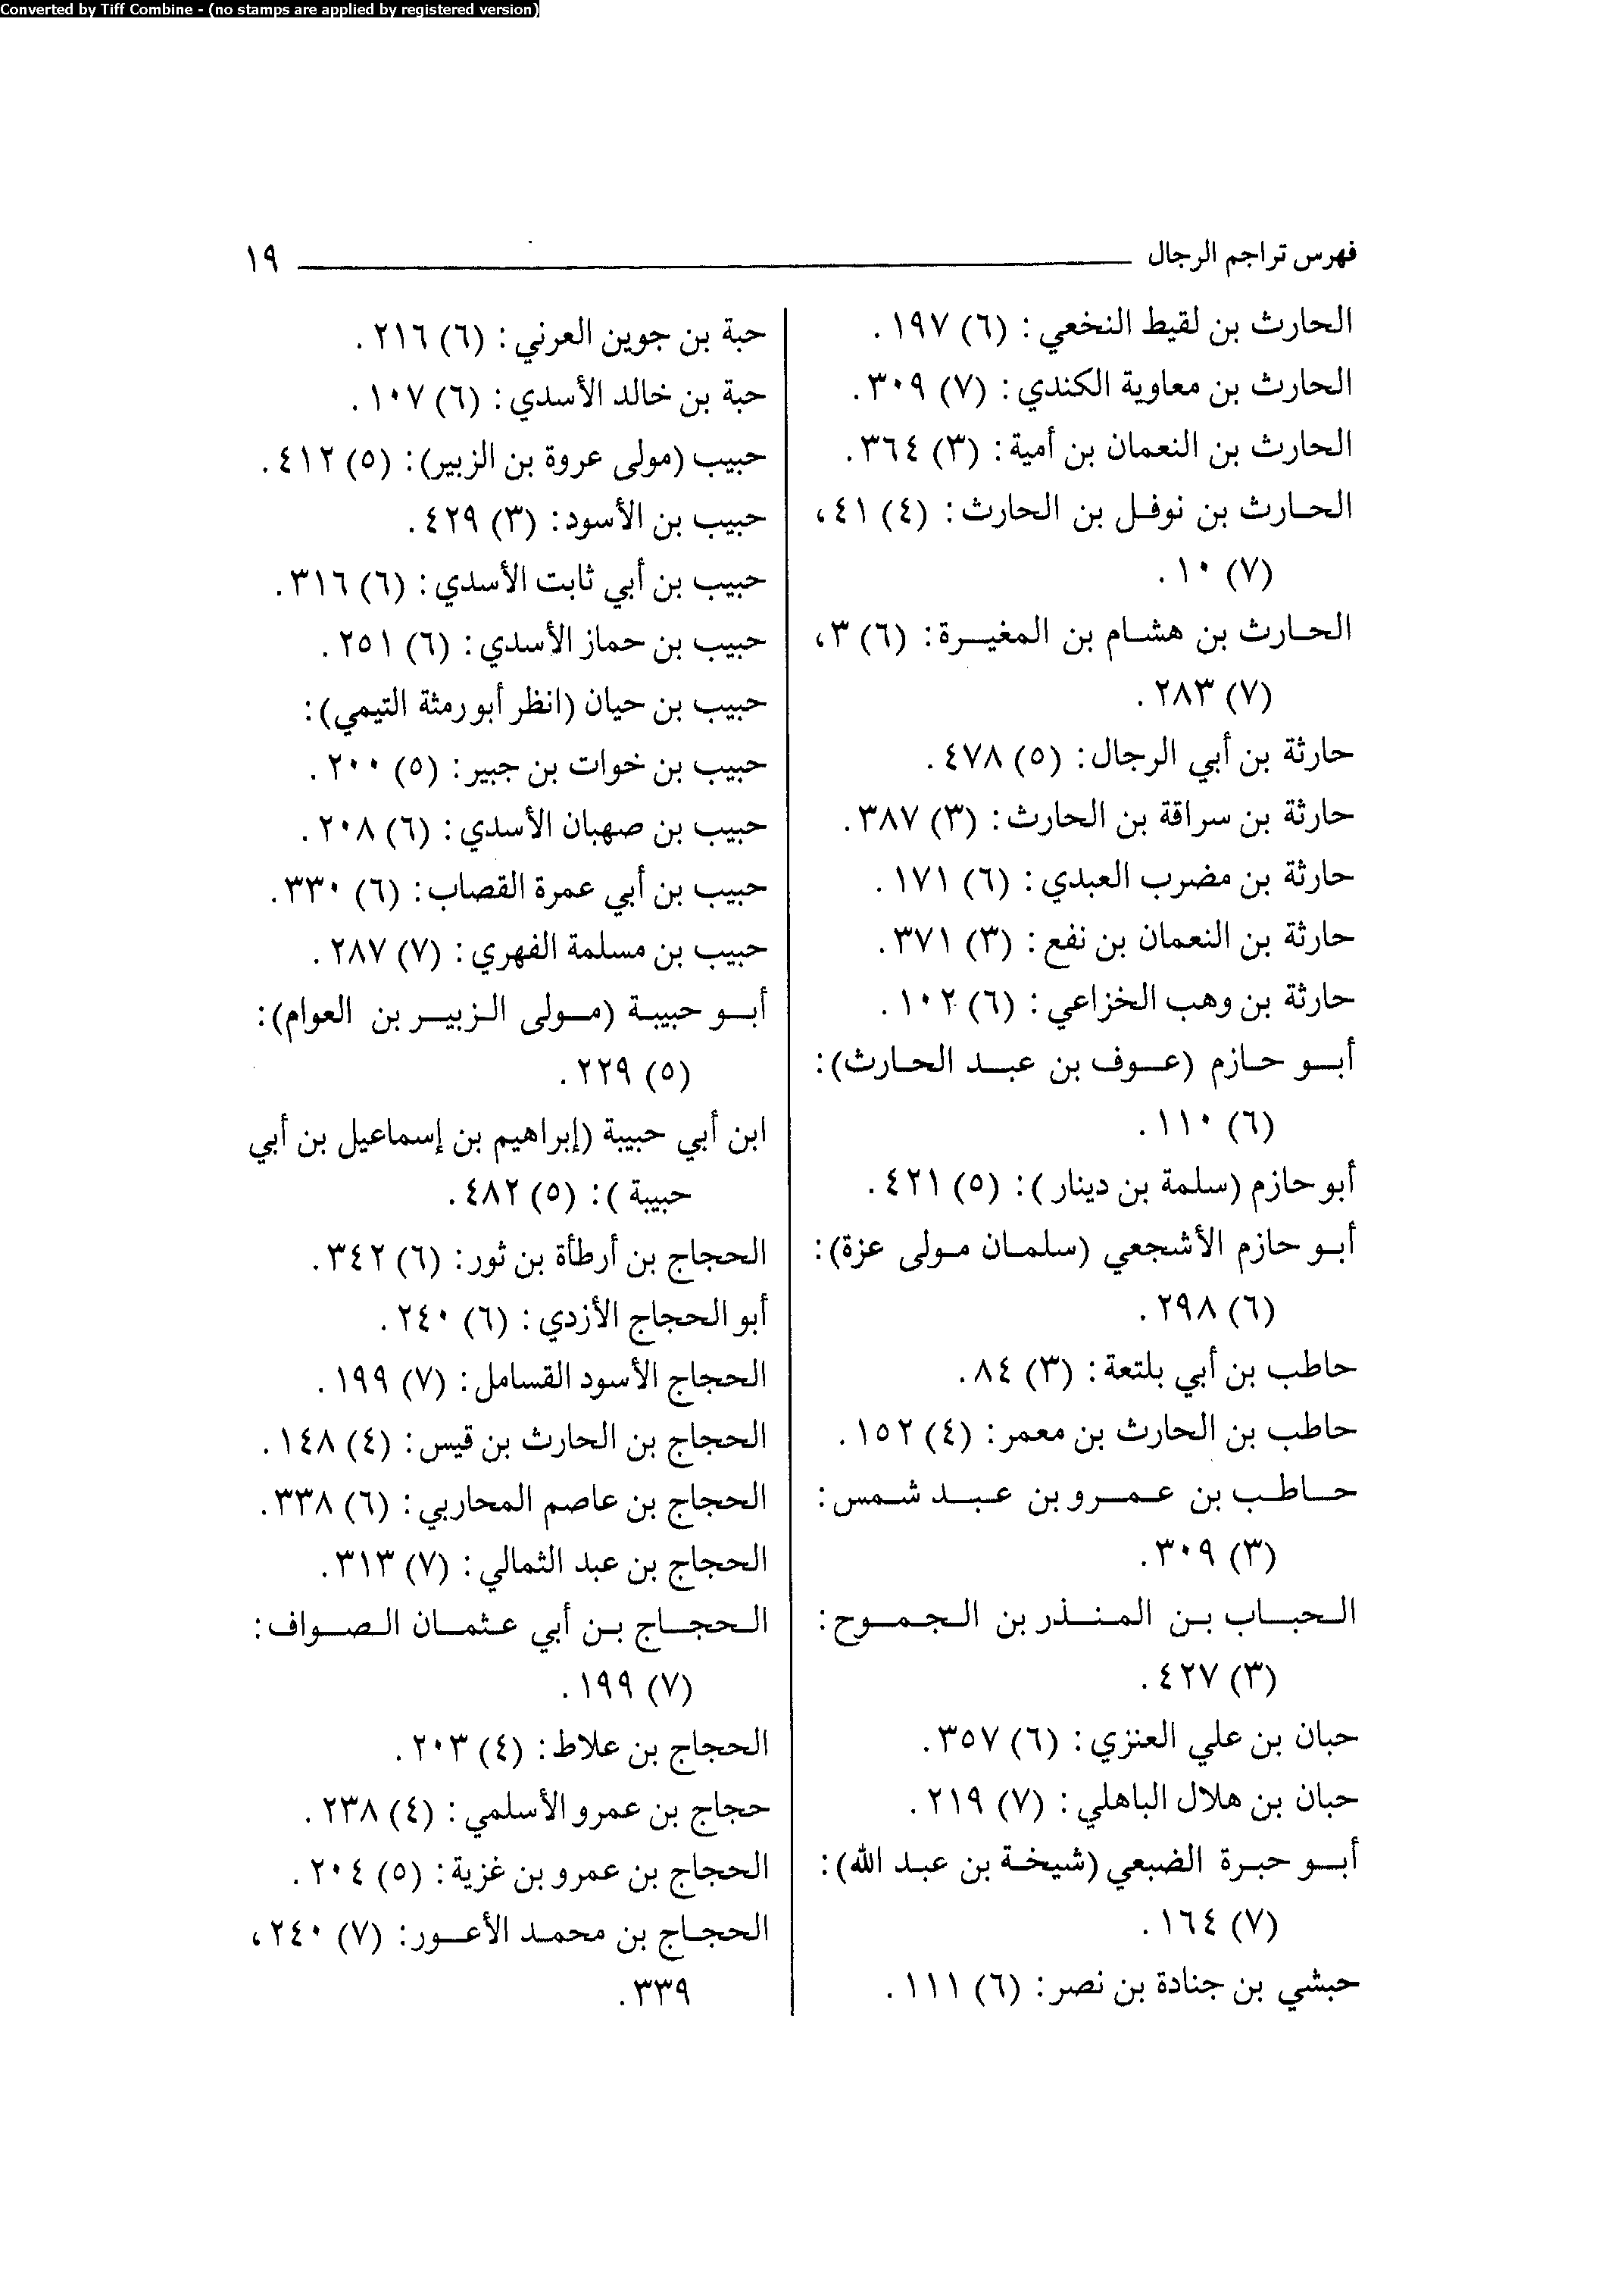 Converted by Tiff Combine - (no stamps are applied by registered version)
فهرس تراجم الرجال ١٩
الحارث بن لقيط النخعي: (٦) ١٩٧.
الحارث بن معاوية الكندي: (٧) ٣٠٩.
الحارث بن النعمان بن أمية: (٣) ٣٦٤.
الحارث بن نوفل بن الحارث: (٤) ٤١،
(٧) ١٠.
الحارث بن هشام بن المغيرة: (٦) ٣،
(٧) ٢٨٣.
حارثة بن أبي الرجال: (٥) ٤٧٨.
حارثة بن سراقة بن الحارث: (٣) ٣٨٧.
حارثة بن مضرب العبدي: (٦) ١٧١.
حارثة بن النعمان بن نفع: (٣) ٣٧١.
حارثة بن وهب الخزاعي: (٦) ١٠٢.
أبو حازم (عوف بن عبد الحارث):
(٦) ١١٠.
أبو حازم (سلمة بن دينار): (٥) ٤٢١.
أبو حازم الأشجعي (سلمان مولى عزة):
(٦) ٢٩٨.
حاطب بن أبي بلتعة: (٣) ٨٤.
حاطب بن الحارث بن معمر: (٤) ١٥٢.
حاطب بن عمرو بن عبد شمس:
(٣) ٣٠٩.
الحباب بن المنذر بن الجموح:
(٣) ٤٢٧.
حبان بن علي العنزي: (٦) ٣٥٧.
حبان بن هلال الباهلي: (٧) ٢١٩.
أبو حبرة الضبعي (شيخة بن عبد الله):
(٧) ١٦٤.
حبشي بن جنادة بن نصر: (٦) ١١١.
حبة بن جوين العرني: (٦) ٢١٦.
حبة بن خالد الأسدي: (٦) ١٠٧.
حبيب (مولى عروة بن الزبير): (٥) ٤١٢.
حبيب بن الأسود: (٣) ٤٢٩.
حبيب بن أبي ثابت الأسدي: (٦) ٣١٦.
حبيب بن حماز الأسدي: (٦) ٢٥١.
حبيب بن حيان (انظر أبو رمثة التيمي):
حبيب بن خوات بن جبير: (٥) ٢٠٠.
حبيب بن صهبان الأسدي: (٦) ٢٠٨.
حبيب بن أبي عمرة القصاب: (٦) ٣٣٠.
حبيب بن مسلمة الفهري: (٧) ٢٨٧.
أبو حبيبة (مولى الزبير بن العوام):
(٥) ٢٢٩.
ابن أبي حبيبة (إبراهيم بن إسماعيل بن أبي
حبيبة): (٥) ٤٨٢.
الحجاج بن أرطأة بن ثور: (٦) ٣٤٢.
أبو الحجاج الأزدي: (٦) ٢٤٠.
الحجاج الأسود القسامل: (٧) ١٩٩.
الحجاج بن الحارث بن قيس: (٤) ١٤٨.
الحجاج بن عاصم المحاربي: (٦) ٣٣٨.
الحجاج بن عبد الثمالي: (٧) ٣١٣.
الحجاج بن أبي عثمان الصواف:
(٧) ١٩٩.
الحجاج بن علاط: (٤) ٢٠٣.
حجاج بن عمرو الأسلمي: (٤) ٢٣٨.
الحجاج بن عمرو بن غزية: (٥) ٢٠٤.
الحجاج بن محمد الأعور: (٧) ٢٤٠،
٣٣٩.